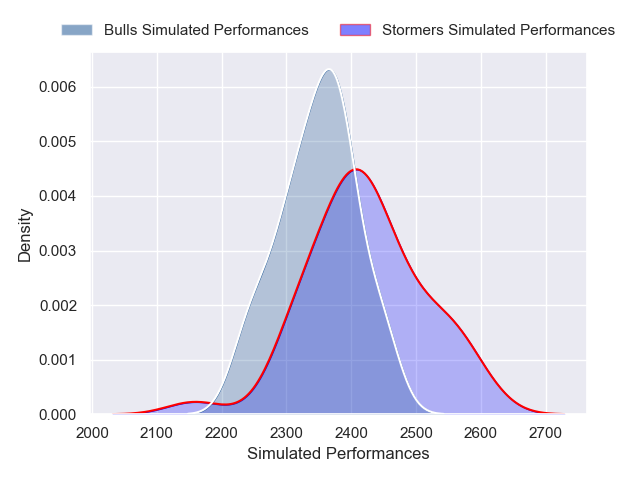 Bulls Simulated Performances Stormers Simulated Performances
0.006
0.005
0.004
0.003
0.002
0.001
0.000
Density
2000 2100 2200 2300 2400 2500 2600 2700
Simulated Performances